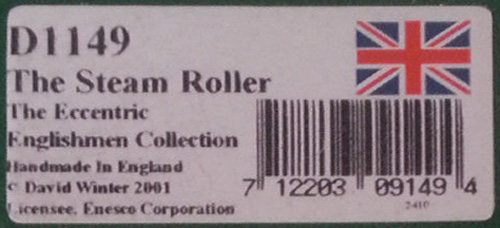 D1149
The Steam Roller
The Eccentric
Englishmen Collection
Handmade In England
© David Winter 2001
Licensee. Enesco Corporation
7 12203 09149 4
2410